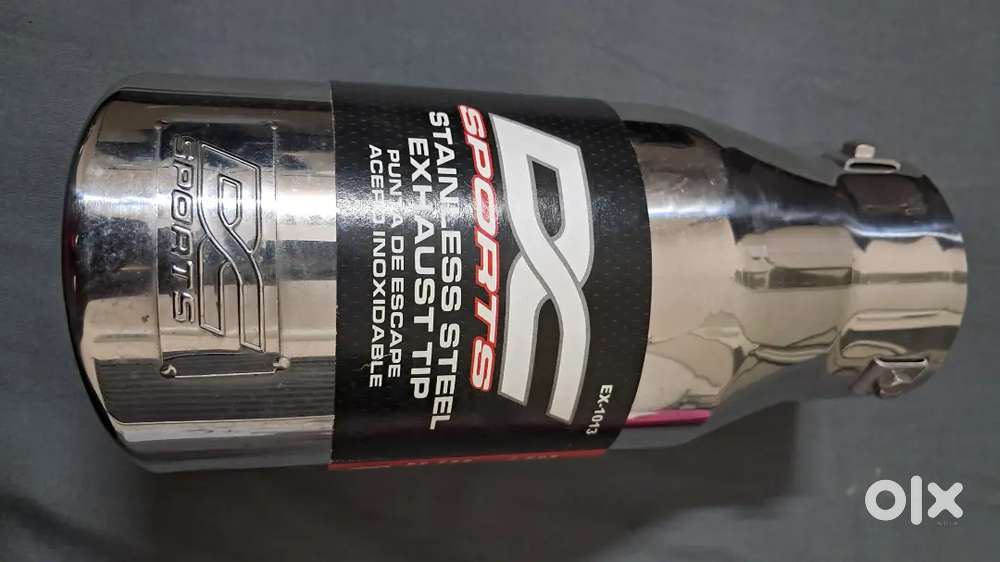 DC
SPORTS
DC
SPORTS
STAINLESS STEEL
EXHAUST TIP
PUNTA DE ESCAPE
ACERO INOXIDABLE
EX-1013
olx